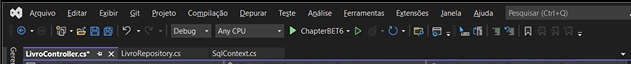 Arquivo Editar Exibir Git Projeto Compilação Depurar Teste Análise Ferramentas Extensões Janela Ajuda Pesquisar (Ctrl+Q)
Debug Any CPU ChapterBET6
LivroController.cs* LivroRepository.cs SqlContext.cs